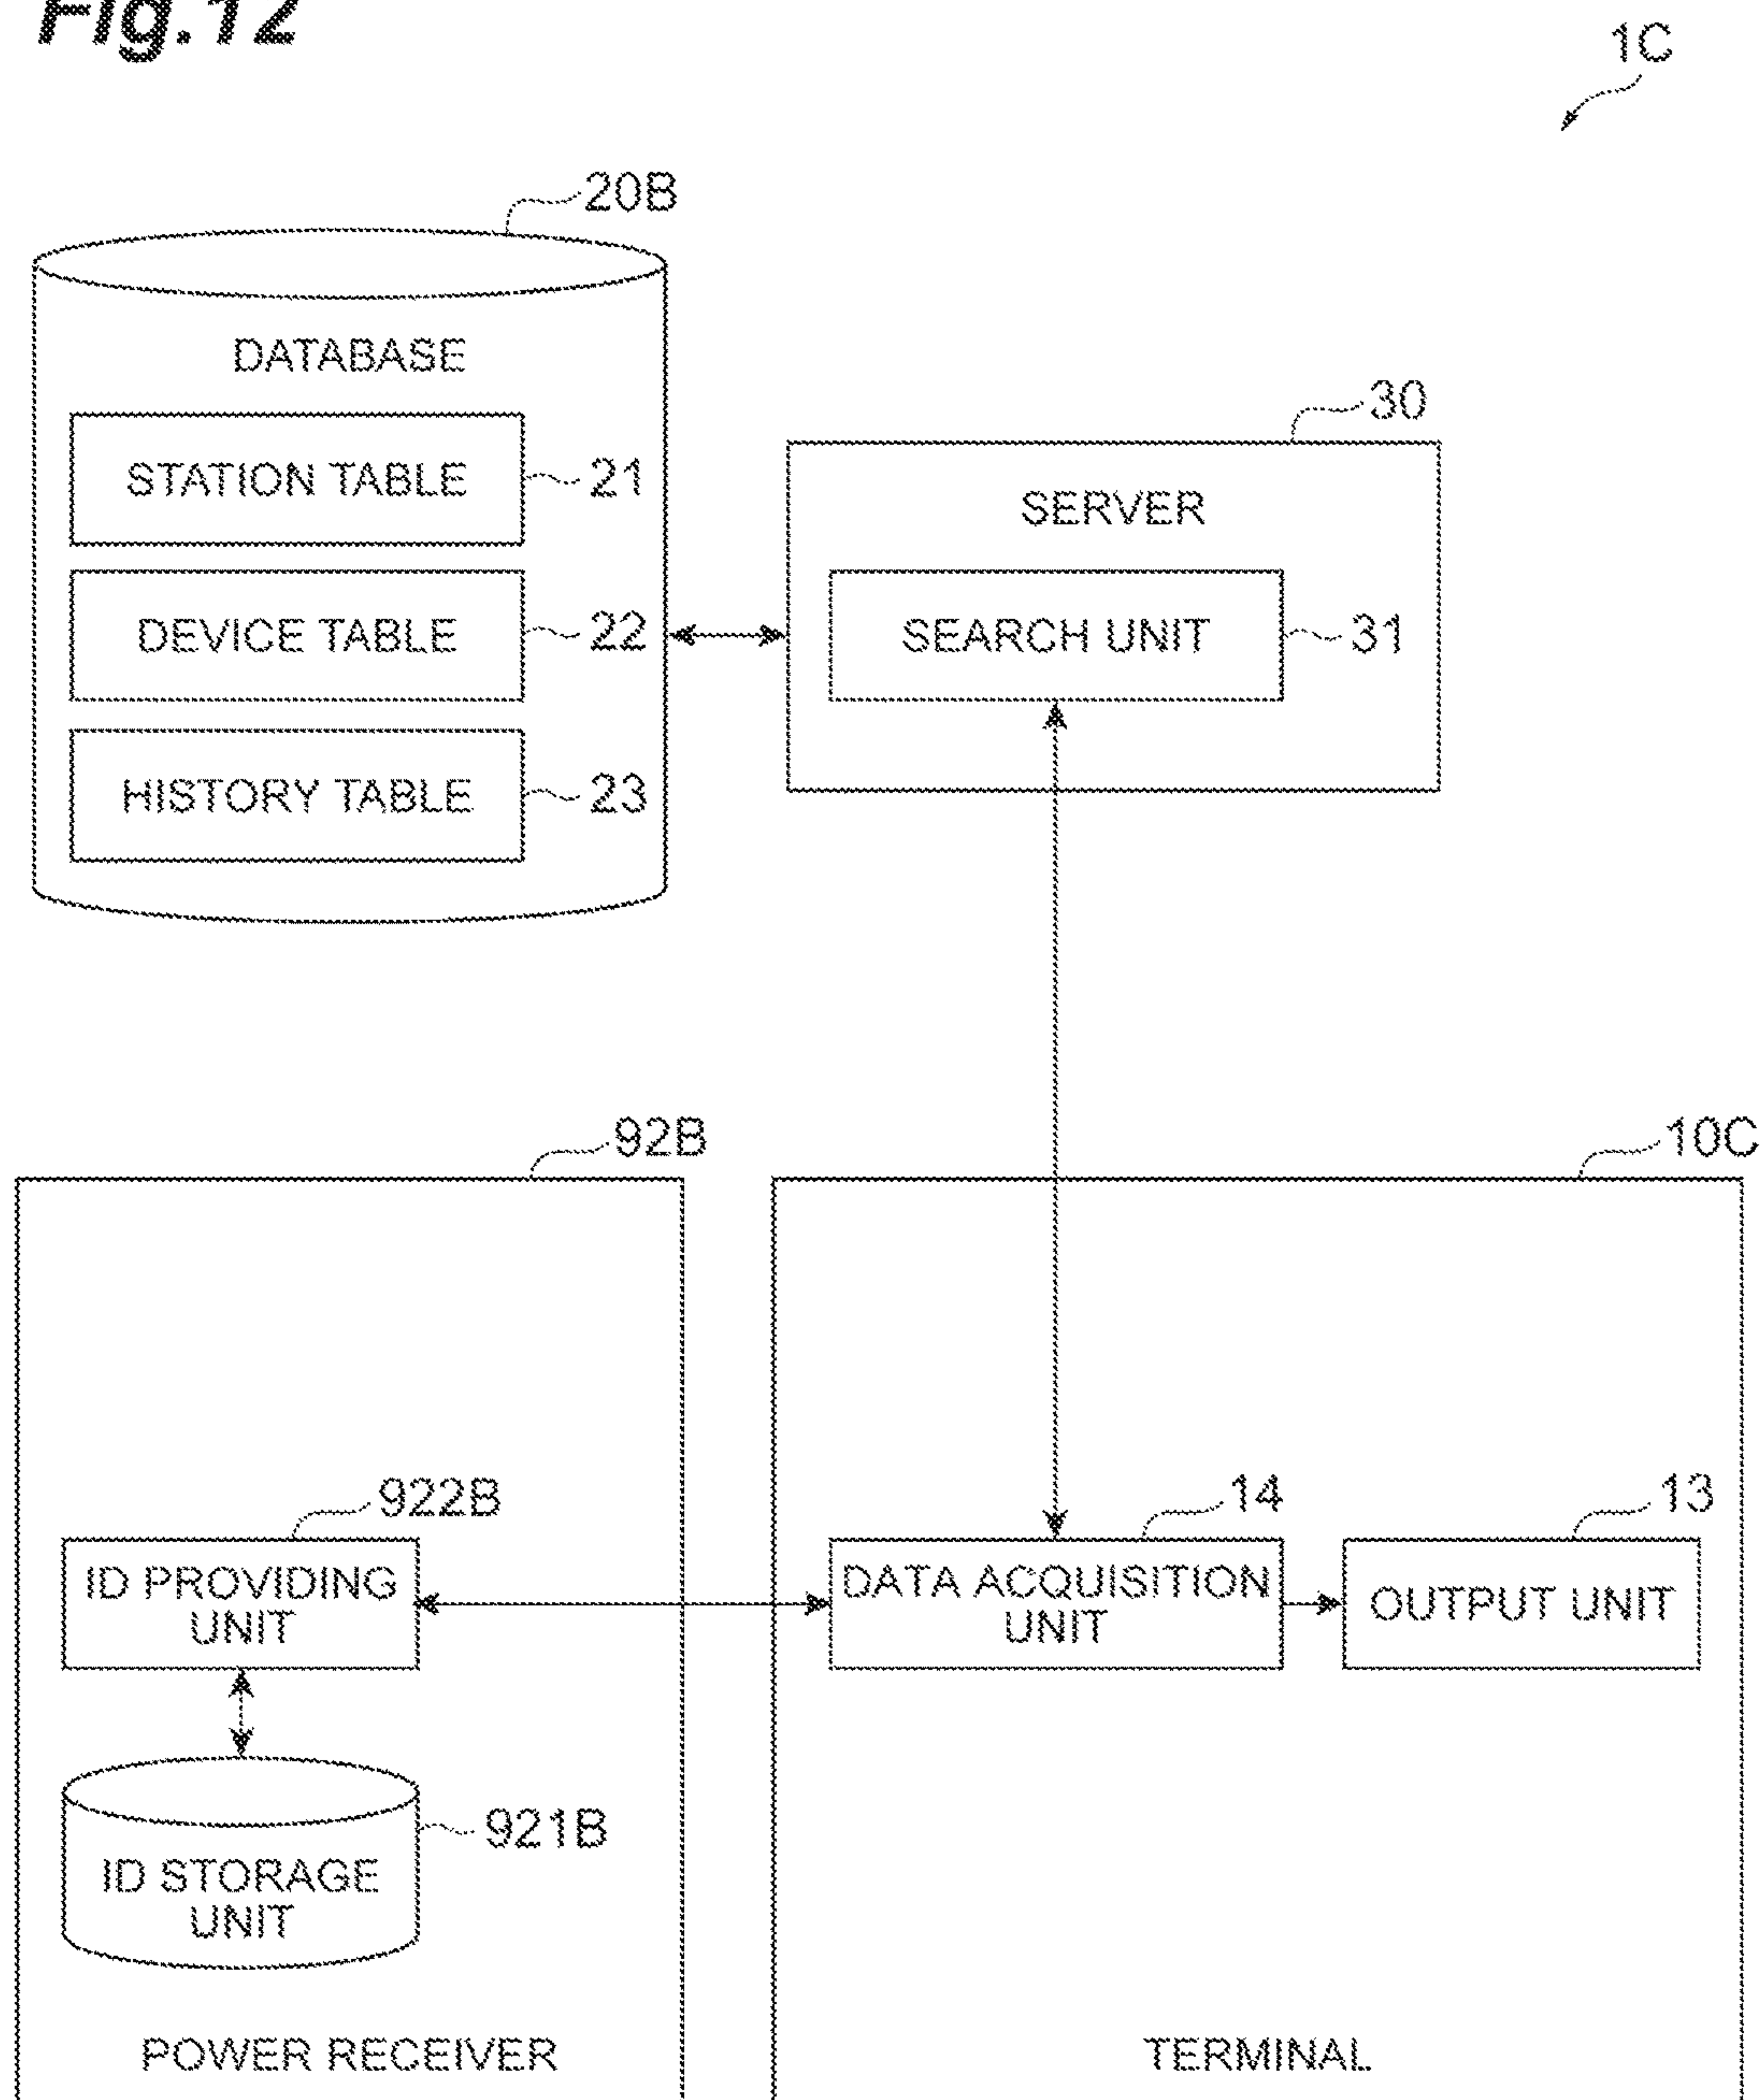 Fig.12
1C
20B
DATABASE
STATION TABLE
21
DEVICE TABLE
22
HISTORY TABLE
23
30
SERVER
SEARCH UNIT
31
92B
10C
922B
ID PROVIDING
UNIT
14
DATA ACQUISITION
UNIT
13
OUTPUT UNIT
921B
ID STORAGE
UNIT
POWER RECEIVER
TERMINAL